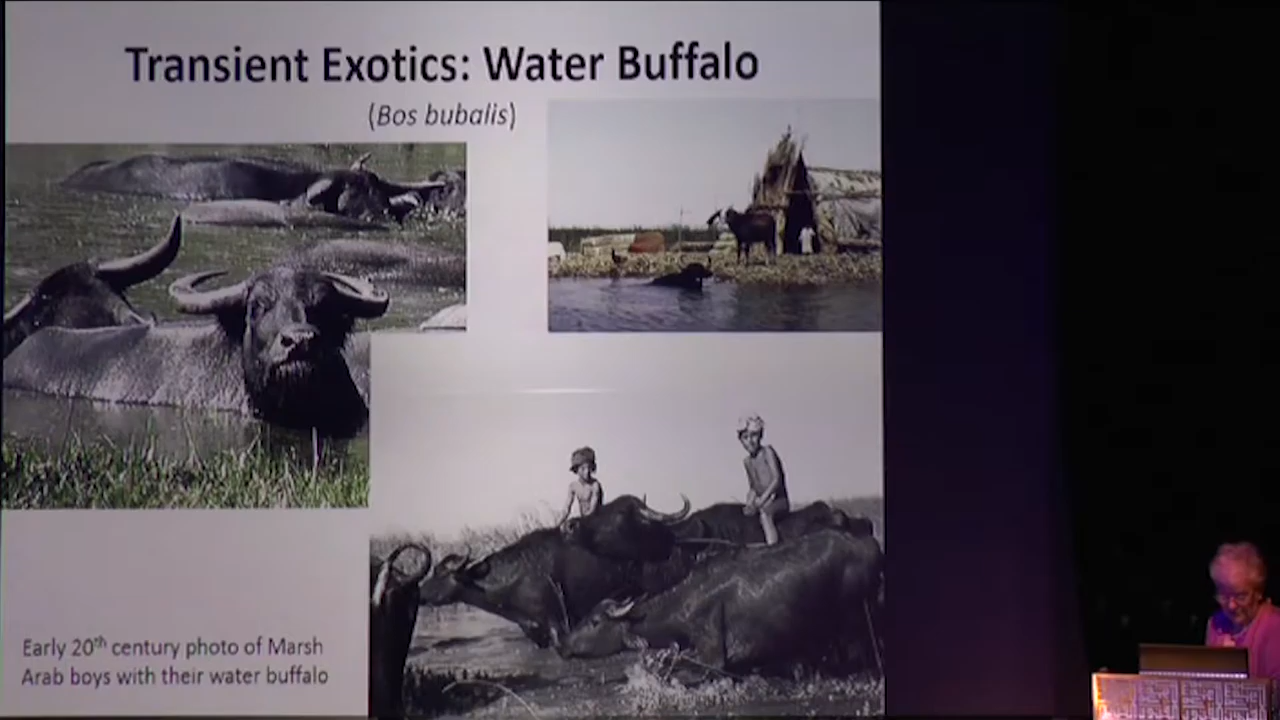 Transient Exotics: Water Buffalo
(Bos bubalis)
Early 20th century photo of Marsh
Arab boys with their water buffalo